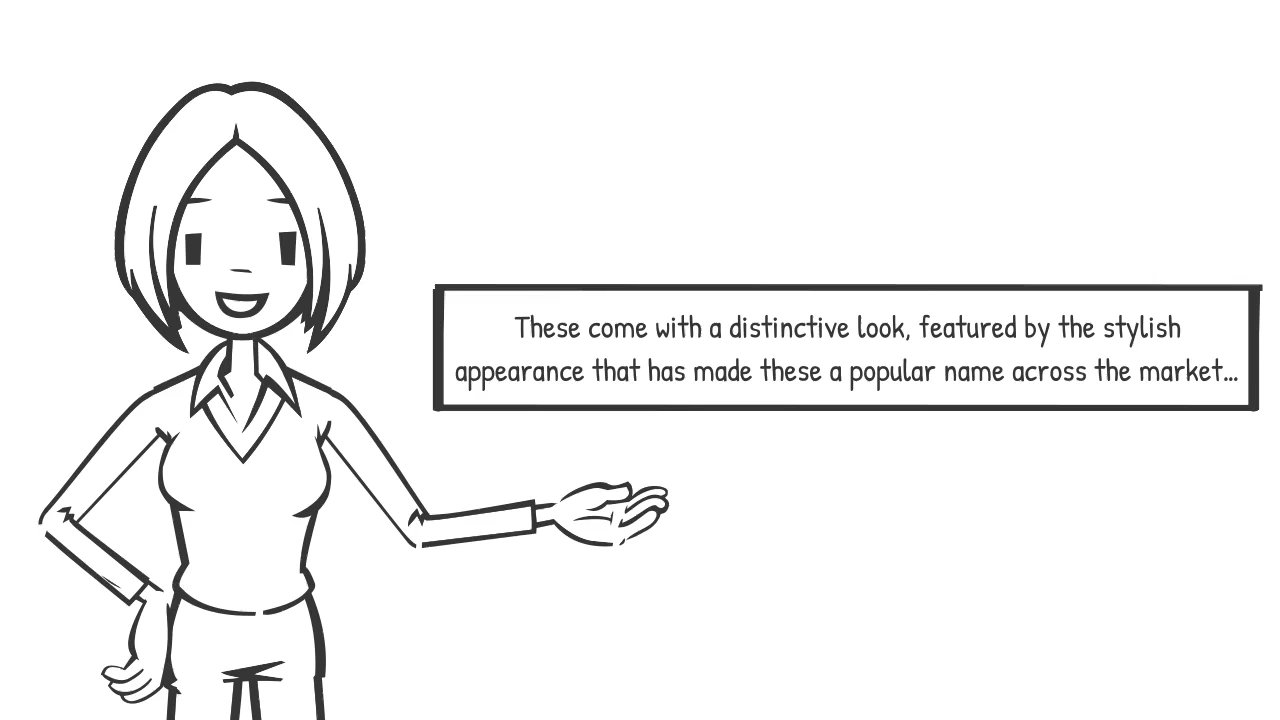 These come with a distinctive look, featured by the stylish
appearance that has made these a popular name across the market...